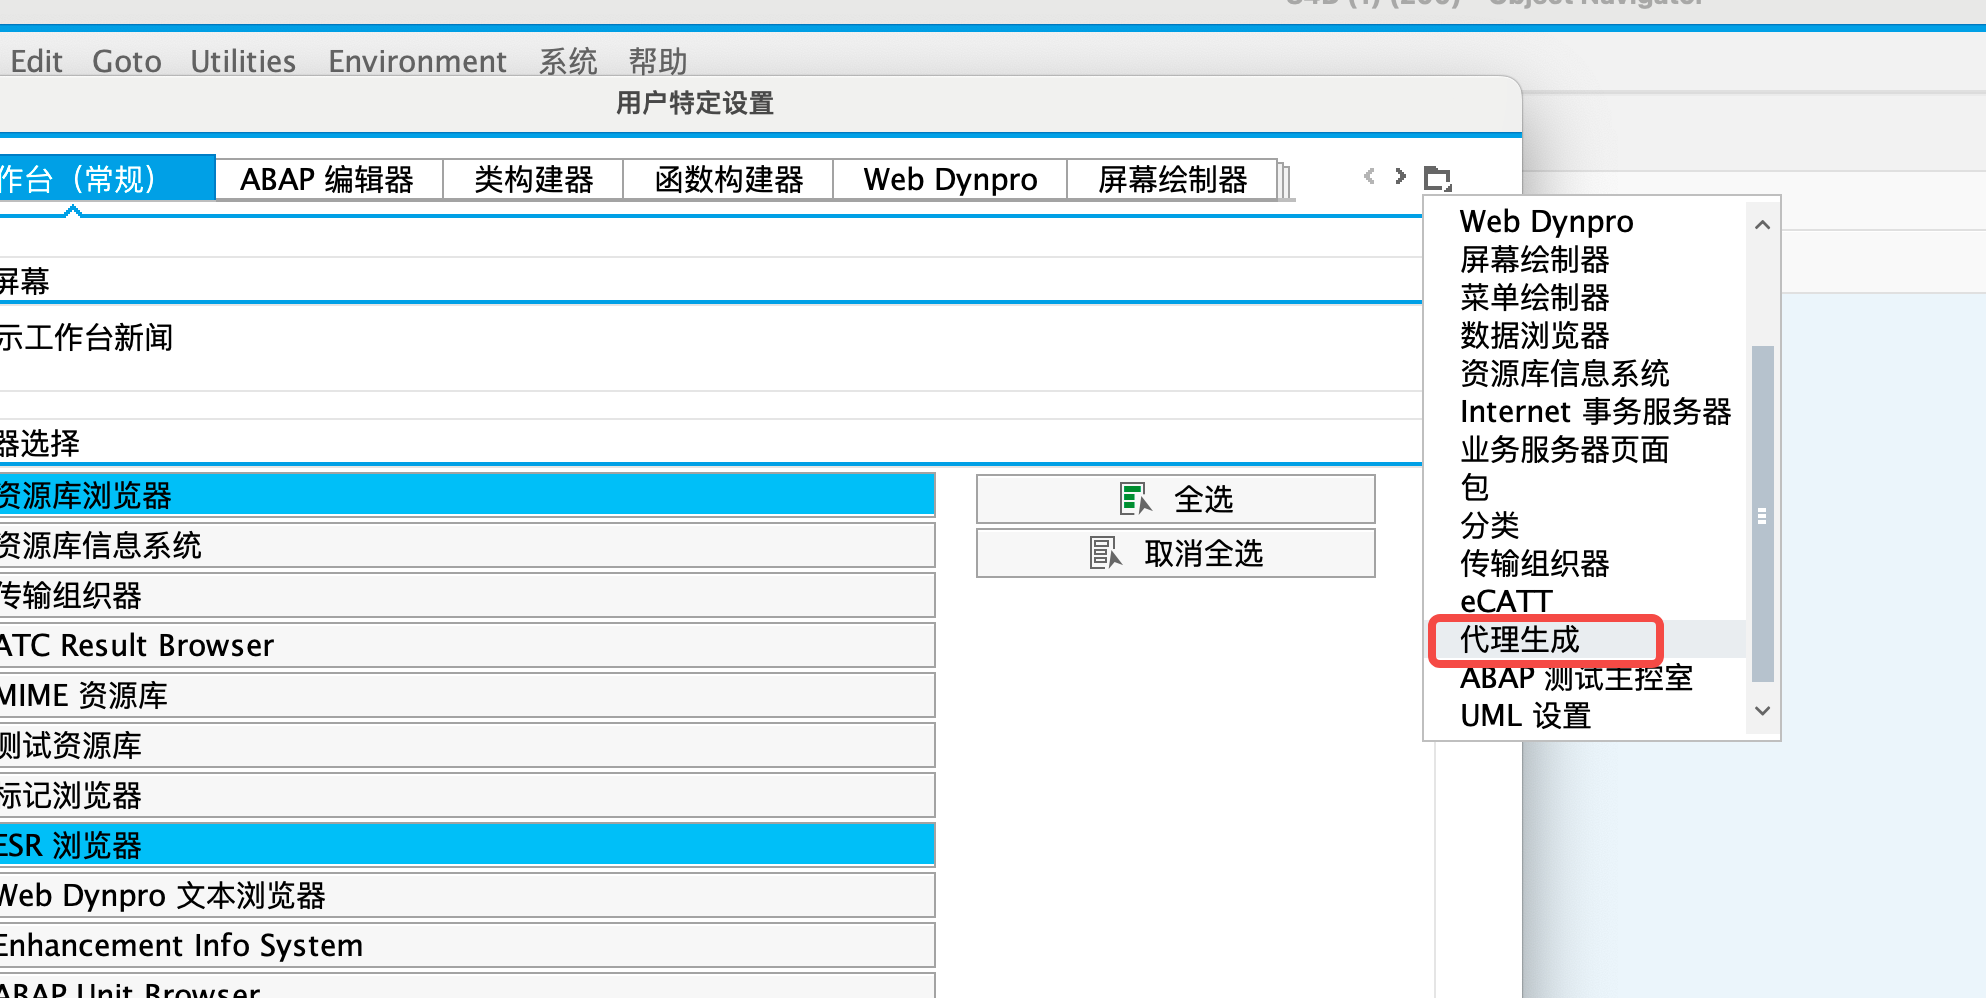 Object Navigator
Edit Goto Utilities Environment 系统 帮助
用户特定设置
作台（常规） ABAP 编辑器 类构建器 函数构建器 Web Dynpro 屏幕绘制器
屏幕
示工作台新闻
器选择
资源库浏览器
资源库信息系统
传输组织器
ATC Result Browser
MIME 资源库
测试资源库
标记浏览器
ESR 浏览器
Web Dynpro 文本浏览器
Enhancement Info System
ABAP Unit Browser
全选
取消全选
Web Dynpro
屏幕绘制器
菜单绘制器
数据浏览器
资源库信息系统
Internet 事务服务器
业务服务器页面
包
分类
传输组织器
eCATT
代理生成
ABAP 测试主控室
UML 设置